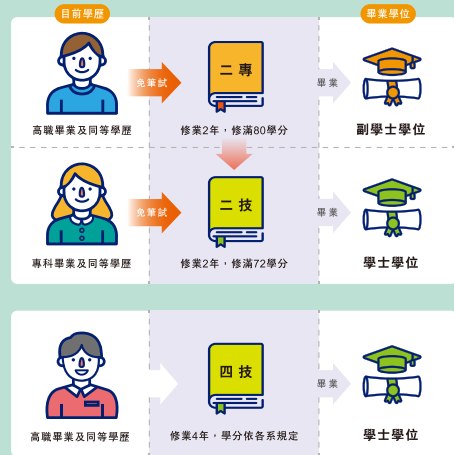 目前學歷
畢業學位
二專
免筆試
畢業
高職畢業及同等學歷
修業2年，修滿80學分
副學士學位
二技
免筆試
畢業
專科畢業及同等學歷
修業2年，修滿72學分
學士學位
四技
畢業
高職畢業及同等學歷
修業4年，學分依各系規定
學士學位